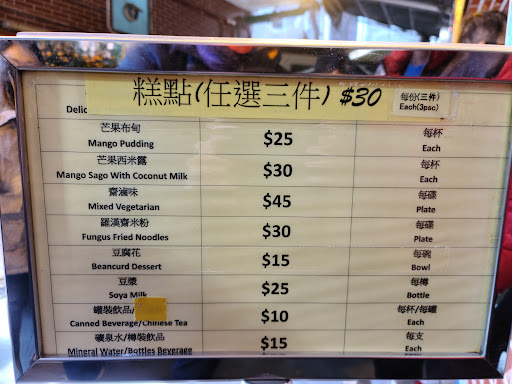 糕點(任選三件) $30
每份(三件)
Each(3psc)
Delic
芒果布甸
Mango Pudding
$25
每杯
Each
芒果西米露
Mango Sago With Coconut Milk
$30
每杯
Each
齋滷味
Mixed Vegetarian
$45
每碟
Plate
羅漢齋米粉
Fungus Fried Noodles
$30
每碟
Plate
豆腐花
Beancurd Dessert
$15
每碗
Bowl
豆漿
Soya Milk
$25
每樽
Bottle
罐裝飲品/
Canned Beverage/Chinese Tea
$10
每杯/每罐
Each
礦泉水/樽裝飲品
Mineral Water/Bottles Beverage
$15
每支
Each